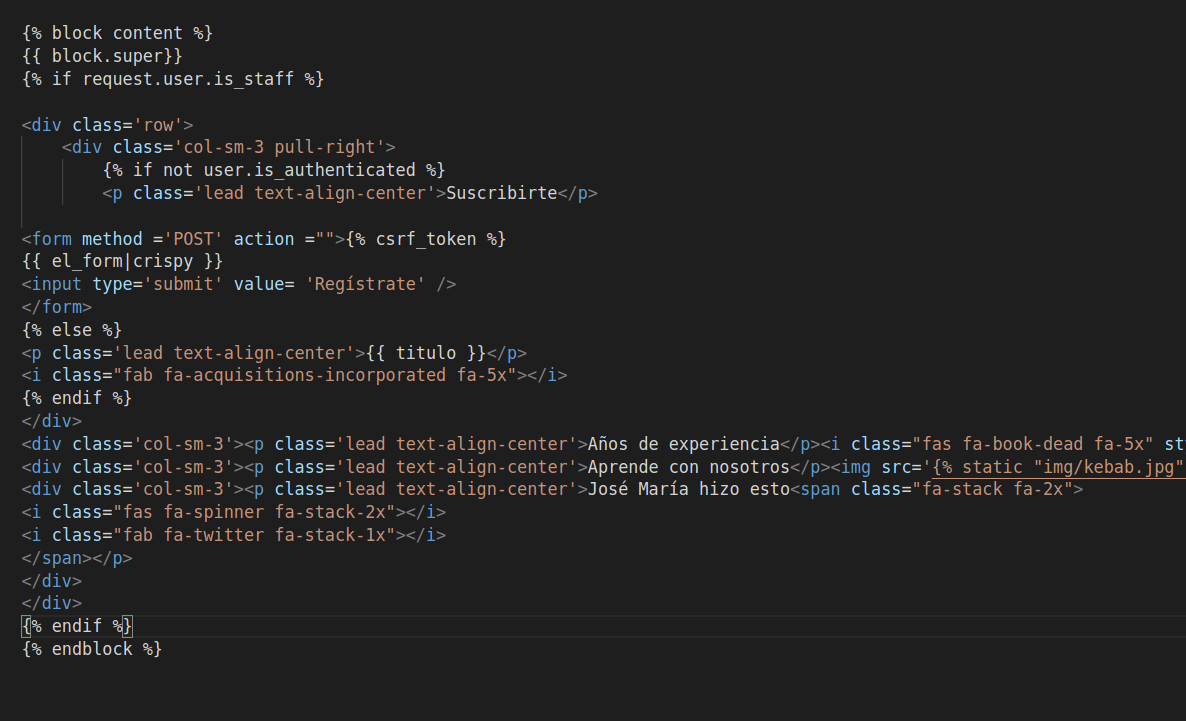 {% block content %}
{{ block.super}}
{% if request.user.is_staff %}
<div class='row'>
<div class='col-sm-3 pull-right'>
{% if not user.is_authenticated %}
<p class='lead text-align-center'>Suscribirte</p>
<form method ='POST' action ="">{% csrf_token %}
{{ el_form|crispy }}
<input type='submit' value= 'Regístrate' />
</form>
{% else %}
<p class='lead text-align-center'>{{ titulo }}</p>
<i class="fab fa-acquisitions-incorporated fa-5x"></i>
{% endif %}
</div>
<div class='col-sm-3'><p class='lead text-align-center'>Años de experiencia</p><i class="fas fa-book-dead fa-5x" st
<div class='col-sm-3'><p class='lead text-align-center'>Aprende con nosotros</p><img src='{% static "img/kebab.jpg"
<div class='col-sm-3'><p class='lead text-align-center'>José María hizo esto<span class="fa-stack fa-2x">
<i class="fas fa-spinner fa-stack-2x"></i>
<i class="fab fa-twitter fa-stack-1x"></i>
</span></p>
</div>
</div>
{% endif %}
{% endblock %}